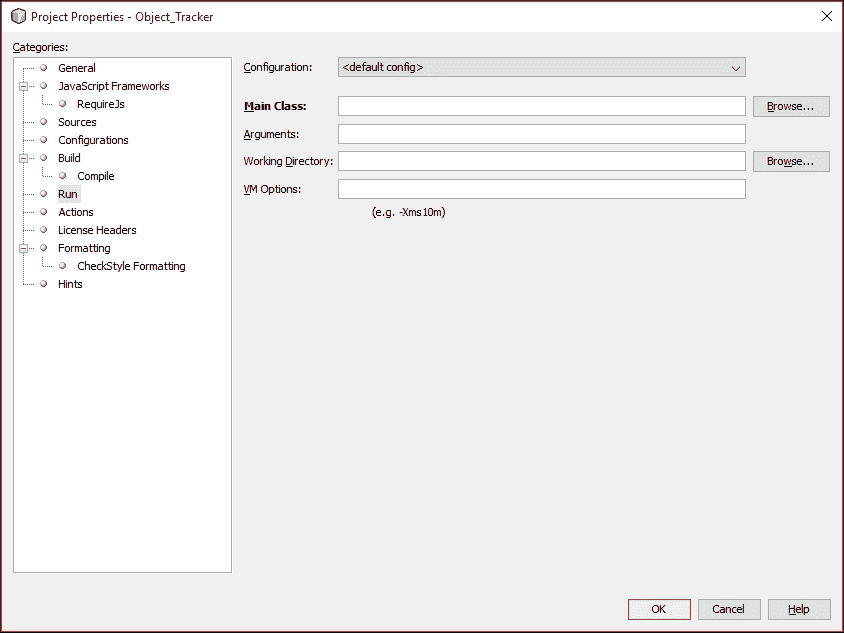 Project Properties - Object_Tracker
Categories:
General
JavaScript Frameworks
RequireJs
Sources
Configurations
Build
Compile
Run
Actions
License Headers
Formatting
CheckStyle Formatting
Hints
Configuration: <default config>
Main Class: Browse...
Arguments:
Working Directory: Browse...
VM Options:
(e.g. -Xms10m)
OK Cancel Help